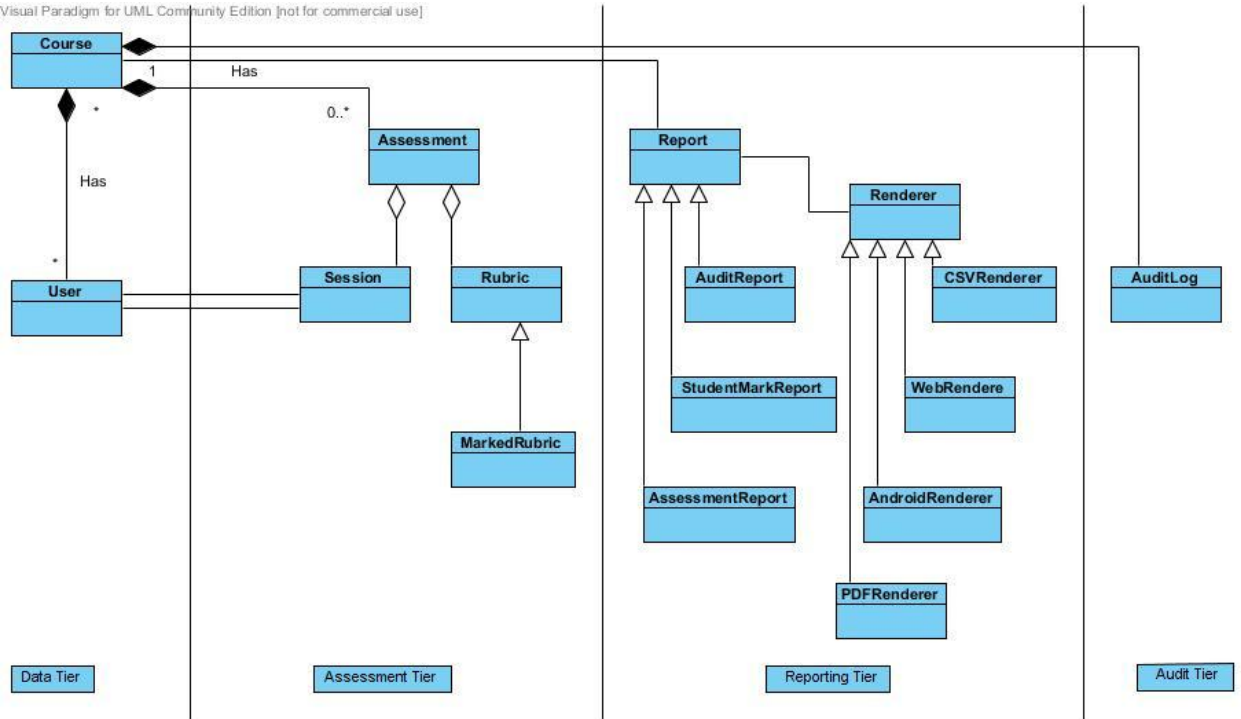 Visual Paradigm for UML Community Edition [not for commercial use]
Course
1
Has
*
0..*
Assessment
Report
Has
Renderer
*
User
Session
Rubric
AuditReport
CSVRenderer
AuditLog
StudentMarkReport
WebRendere
MarkedRubric
AssessmentReport
AndroidRenderer
PDFRenderer
Data Tier
Assessment Tier
Reporting Tier
Audit Tier